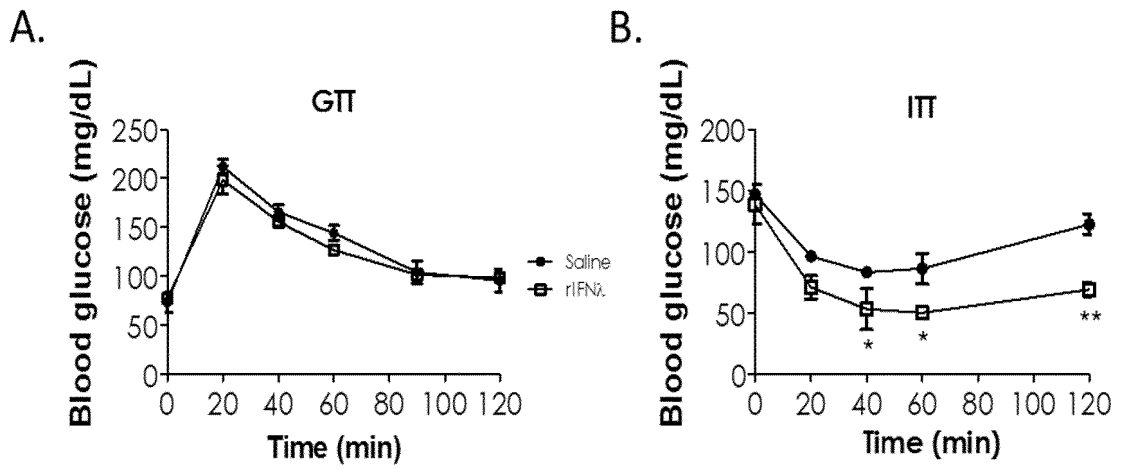 A.
GTT
Blood glucose (mg/dL)
250
200
150
100
50
0
0 20 40 60 80 100 120
Time (min)
Saline
rIFNλ
B.
ITT
Blood glucose (mg/dL)
200
150
100
50
0
* * **
0 20 40 60 80 100 120
Time (min)